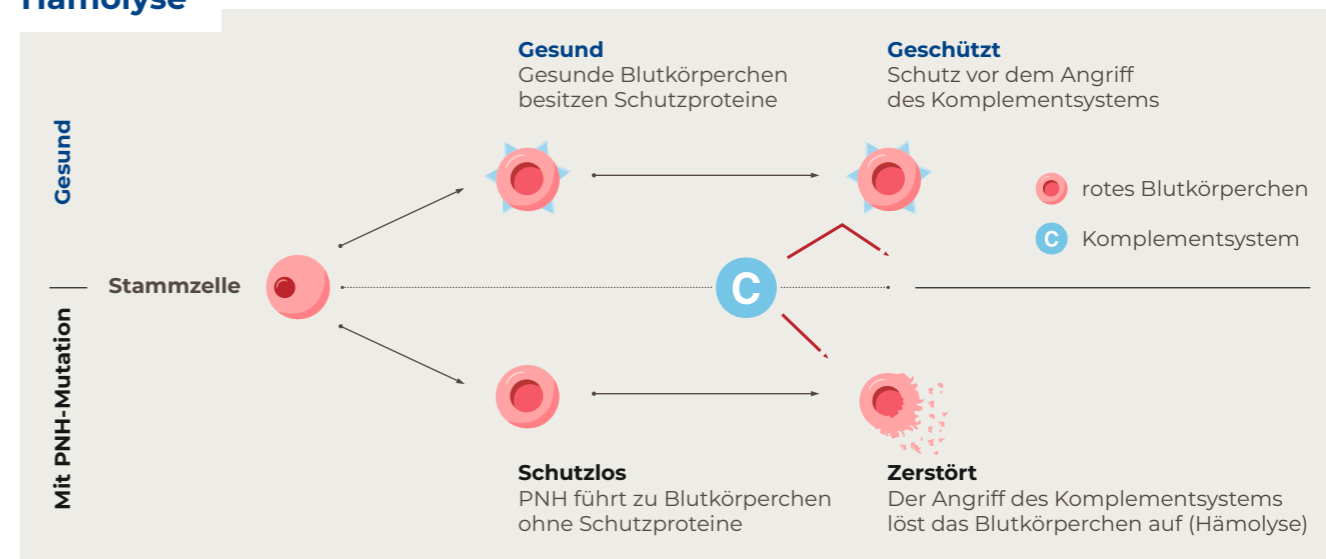 Hämolyse
Gesund
Gesunde Blutkörperchen
besitzen Schutzproteine
Geschützt
Schutz vor dem Angriff
des Komplementsystems
Gesund
rotes Blutkörperchen
C Komplementsystem
Stammzelle
C
Mit PNH-Mutation
Schutzlos
PNH führt zu Blutkörperchen
ohne Schutzproteine
Zerstört
Der Angriff des Komplementsystems
löst das Blutkörperchen auf (Hämolyse)